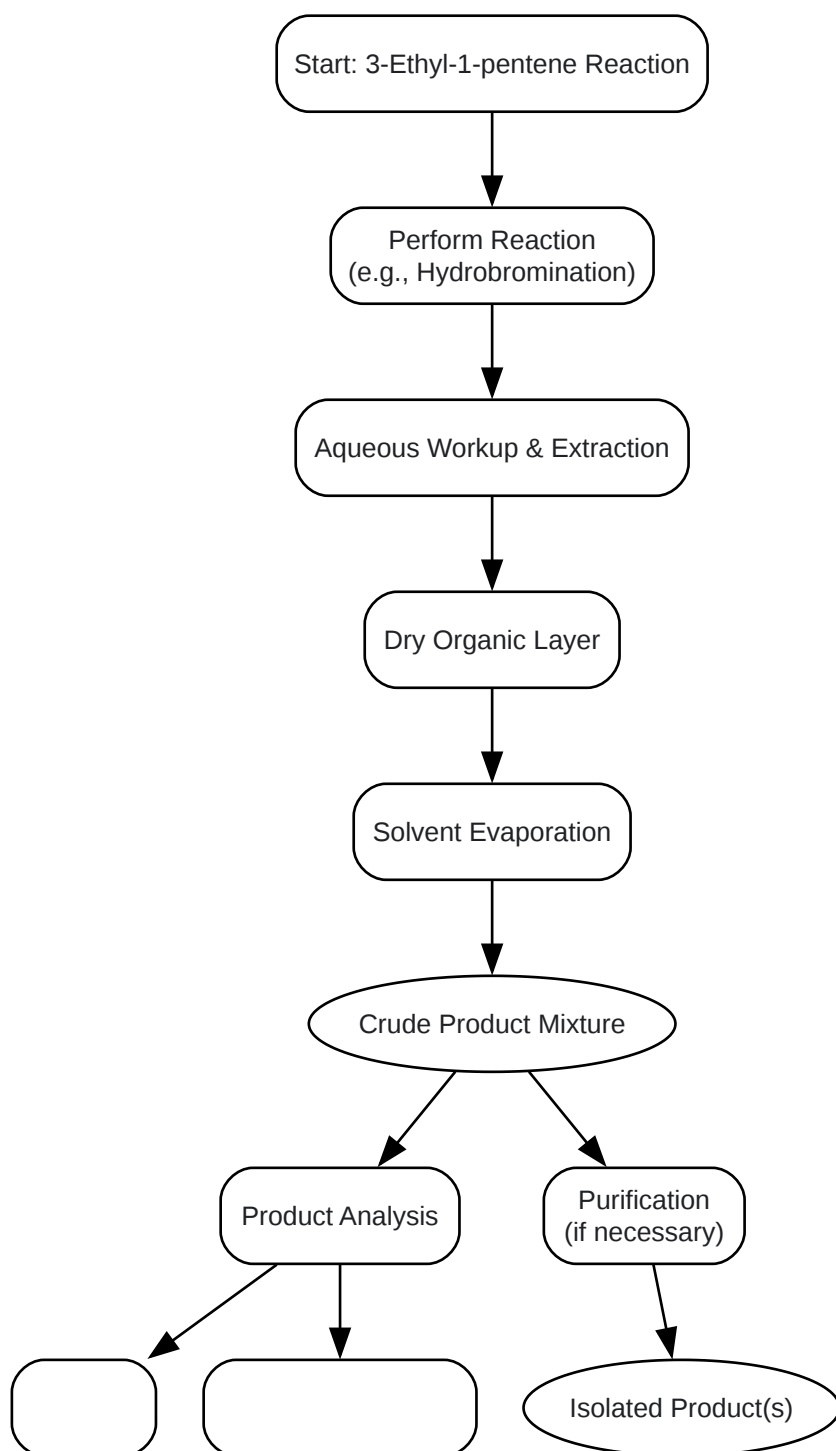 Start: 3-Ethyl-1-pentene Reaction
Perform Reaction
(e.g., Hydrobromination)
Aqueous Workup & Extraction
Dry Organic Layer
Solvent Evaporation
Crude Product Mixture
Product Analysis
Purification
(if necessary)
Isolated Product(s)